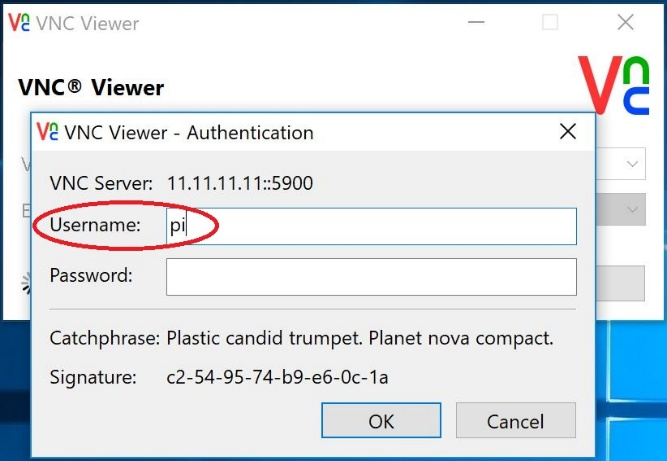 VNC Viewer
VNC® Viewer
VNC Viewer - Authentication
VNC Server: 11.11.11.11::5900
Username: pi
Password:
Catchphrase: Plastic candid trumpet. Planet nova compact.
Signature: c2-54-95-74-b9-e6-0c-1a
OK Cancel